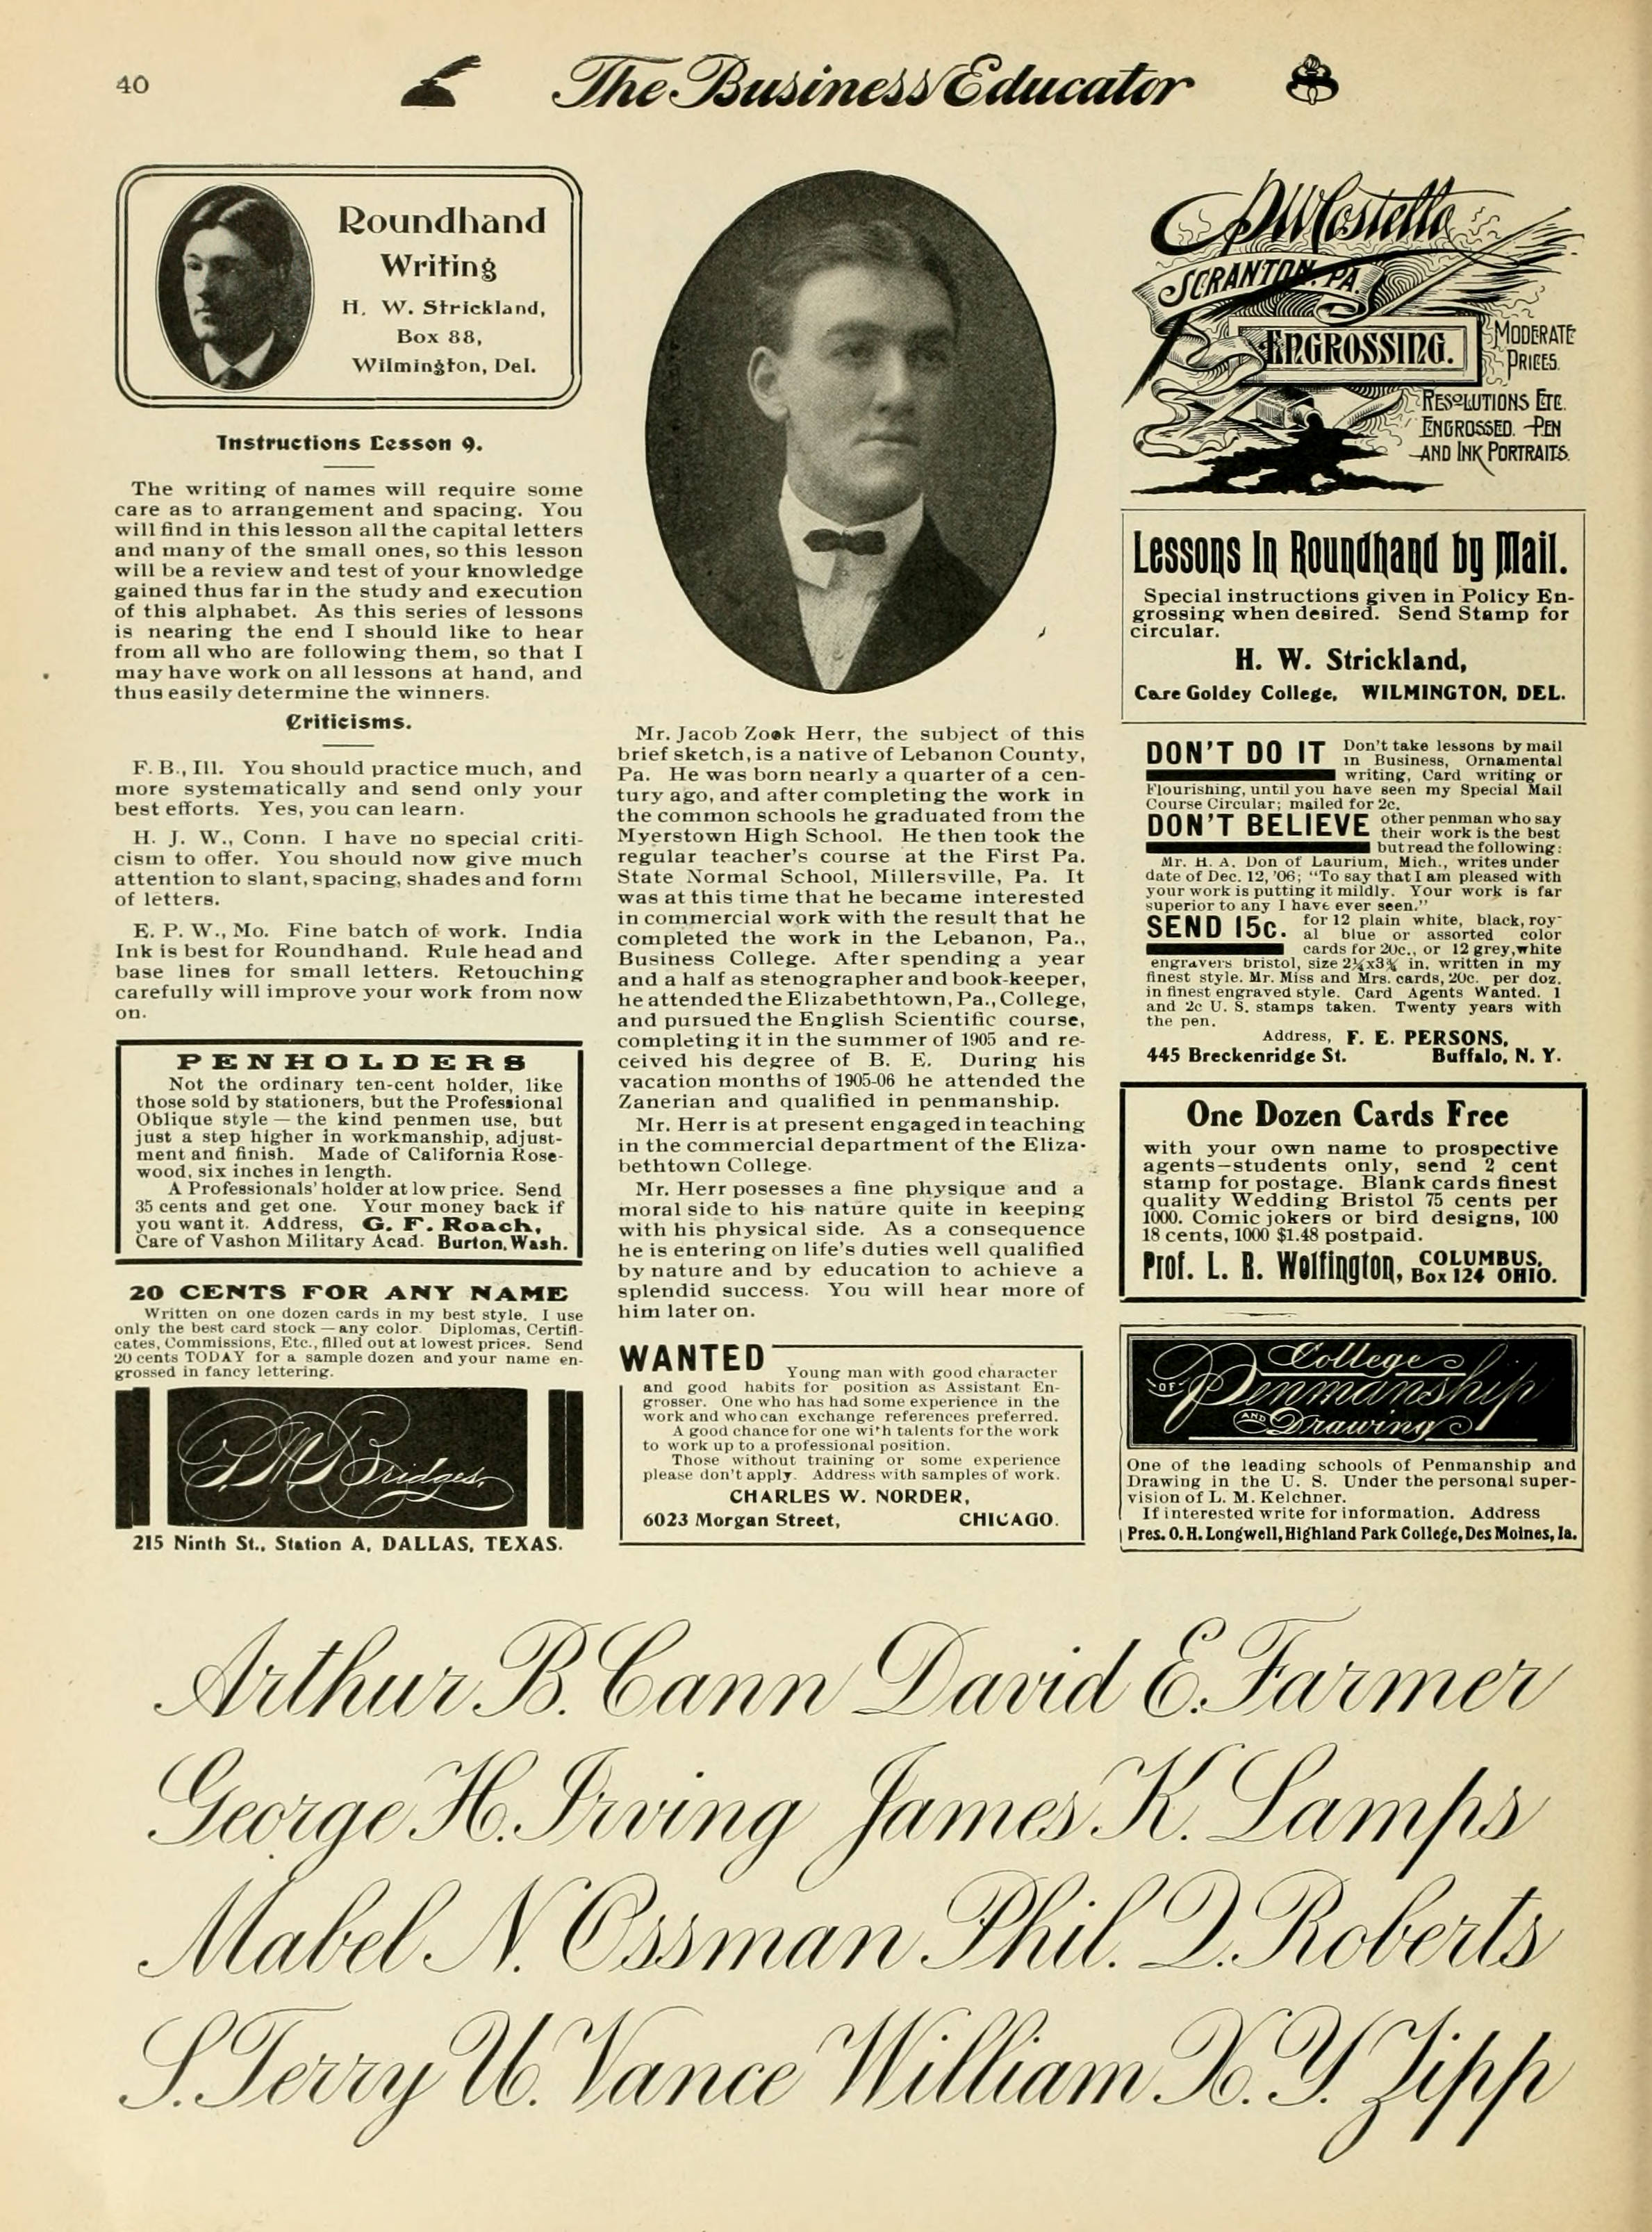 40
The Business Educator
Roundhand
Writing
H. W. Strickland,
Box 88,
Wilmington, Del.
Instructions Lesson 9.
The writing of names will require some
care as to arrangement and spacing. You
will find in this lesson all the capital letters
and many of the small ones, so this lesson
will be a review and test of your knowledge
gained thus far in the study and execution
of this alphabet. As this series of lessons
is nearing the end I should like to hear
from all who are following them, so that I
may have work on all lessons at hand, and
thus easily determine the winners.
Criticisms.
F. B., Ill. You should practice much, and
more systematically and send only your
best efforts. Yes, you can learn.
H. J. W., Conn. I have no special criti-
cism to offer. You should now give much
attention to slant, spacing, shades and form
of letters.
E. P. W., Mo. Fine batch of work. India
Ink is best for Roundhand. Rule head and
base lines for small letters. Retouching
carefully will improve your work from now
on.
PENHOLDERS
Not the ordinary ten-cent holder, like
those sold by stationers, but the Professional
Oblique style — the kind penmen use, but
just a step higher in workmanship, adjust-
ment and finish. Made of California Rose-
wood, six inches in length.
A Professionals' holder at low price. Send
35 cents and get one. Your money back if
you want it. Address, G. F. Roach,
Care of Vashon Military Acad. Burton, Wash.
20 CENTS FOR ANY NAME
Written on one dozen cards in my best style. I use
only the best card stock — any color. Diplomas, Certifi-
cates, Commissions, Etc., filled out at lowest prices. Send
20 cents TODAY for a sample dozen and your name en-
grossed in fancy lettering.
Bridges,
215 Ninth St., Station A, DALLAS, TEXAS.
Mr. Jacob Zook Herr, the subject of this
brief sketch, is a native of Lebanon County,
Pa. He was born nearly a quarter of a cen-
tury ago, and after completing the work in
the common schools he graduated from the
Myerstown High School. He then took the
regular teacher's course at the First Pa.
State Normal School, Millersville, Pa. It
was at this time that he became interested
in commercial work with the result that he
completed the work in the Lebanon, Pa.,
Business College. After spending a year
and a half as stenographer and book-keeper,
he attended the Elizabethtown, Pa., College,
and pursued the English Scientific course,
completing it in the summer of 1905 and re-
ceived his degree of B. E. During his
vacation months of 1905-06 he attended the
Zanerian and qualified in penmanship.
Mr. Herr is at present engaged in teaching
in the commercial department of the Eliza-
bethtown College.
Mr. Herr posesses a fine physique and a
moral side to his nature quite in keeping
with his physical side. As a consequence
he is entering on life's duties well qualified
by nature and by education to achieve a
splendid success. You will hear more of
him later on.
WANTED
Young man with good character
and good habits for position as Assistant En-
grosser. One who has had some experience in the
work and who can exchange references preferred.
A good chance for one with talents for the work
to work up to a professional position.
Those without training or some experience
please don't apply. Address with samples of work.
CHARLES W. NORDER,
6023 Morgan Street, CHICAGO.
PW Costello
SCRANTON, PA.
ENGROSSING.
MODERATE
PRICES.
RESOLUTIONS ETC.
ENGROSSED. PEN
AND INK PORTRAITS.
Lessons In Roundhand by Mail.
Special instructions given in Policy En-
grossing when desired. Send Stamp for
circular.
H. W. Strickland,
Care Goldey College, WILMINGTON, DEL.
DON'T DO IT Don't take lessons by mail
in Business, Ornamental
writing, Card writing or
Flourishing, until you have seen my Special Mail
Course Circular; mailed for 2c.
DON'T BELIEVE other penman who say
their work is the best
but read the following:
Mr. H. A. Don of Laurium, Mich., writes under
date of Dec. 12, '06; "To say that I am pleased with
your work is putting it mildly. Your work is far
superior to any I have ever seen."
SEND 15c. for 12 plain white, black, roy-
al blue or assorted color
cards for 20c., or 12 grey, white
engravers bristol, size 2¼x3¾ in. written in my
finest style. Mr. Miss and Mrs. cards, 20c. per doz.
in finest engraved style. Card Agents Wanted. 1
and 2c U. S. stamps taken. Twenty years with
the pen.
Address, F. E. PERSONS,
445 Breckenridge St. Buffalo, N. Y.
One Dozen Cards Free
with your own name to prospective
agents—students only, send 2 cent
stamp for postage. Blank cards finest
quality Wedding Bristol 75 cents per
1000. Comic jokers or bird designs, 100
18 cents, 1000 $1.48 postpaid.
Prof. L. R. Wolfington, COLUMBUS,
Box 124 OHIO.
College
OF Penmanship
AND Drawing
One of the leading schools of Penmanship and
Drawing in the U. S. Under the personal super-
vision of L. M. Kelchner.
If interested write for information. Address
Pres. O. H. Longwell, Highland Park College, Des Moines, Ia.
Arthur B. Cann David E. Farmer
George H. Irving James K. Lamps
Mabel N. Ossman Phil. Q. Roberts
S. Terry U. Vance William X. Y. Zipp